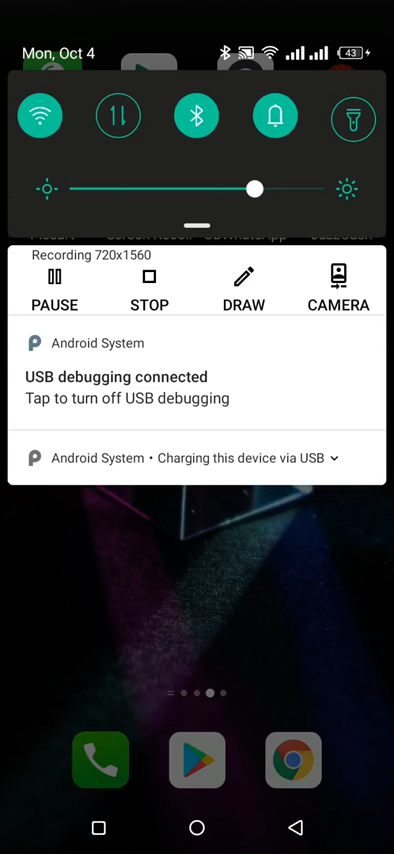 Mon, Oct 4
43
Recording 720x1560
PAUSE
STOP
DRAW
CAMERA
Android System
USB debugging connected
Tap to turn off USB debugging
Android System • Charging this device via USB